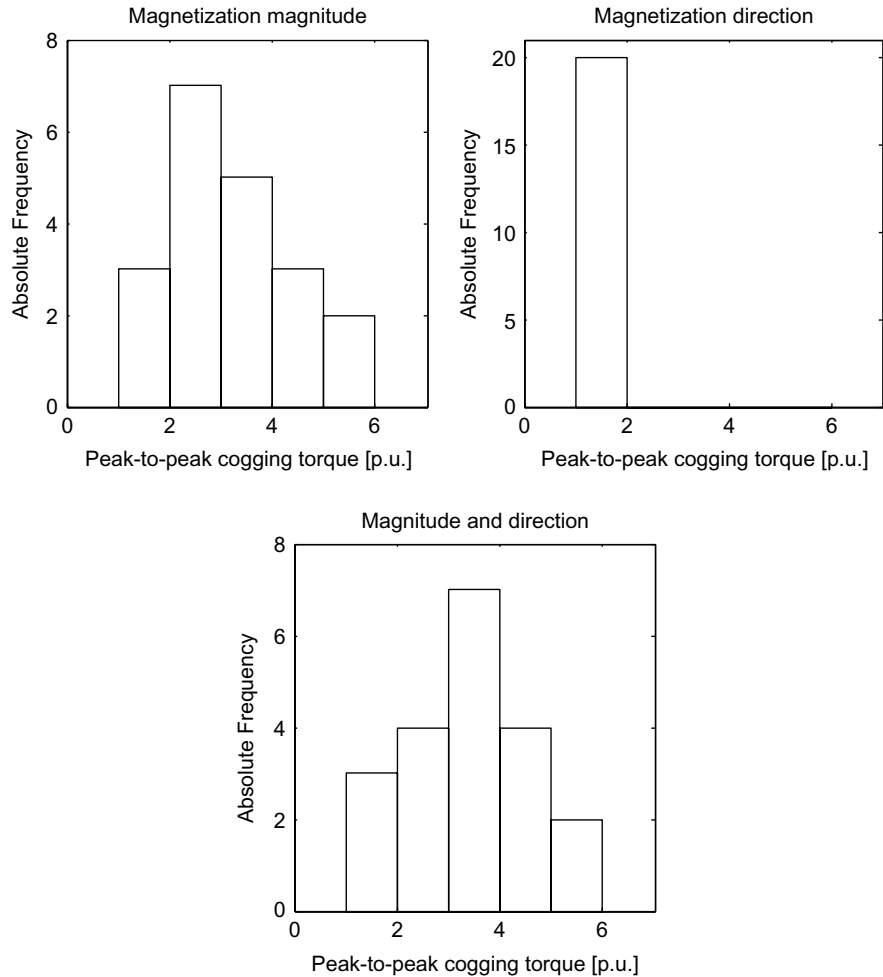 Magnetization magnitude
8
6
4
2
0
0 2 4 6
Absolute Frequency
Peak-to-peak cogging torque [p.u.]
Magnetization direction
20
15
10
5
0
0 2 4 6
Absolute Frequency
Peak-to-peak cogging torque [p.u.]
Magnitude and direction
8
6
4
2
0
0 2 4 6
Absolute Frequency
Peak-to-peak cogging torque [p.u.]